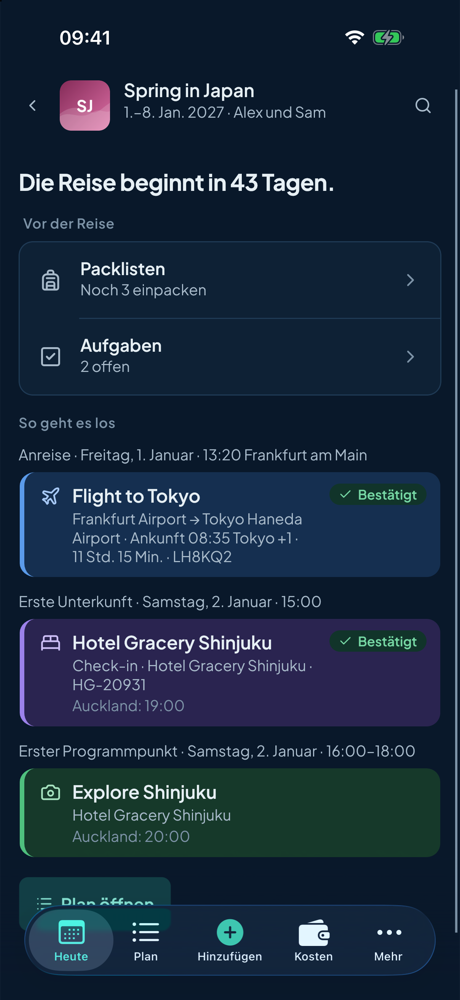 09:41
SJ
Spring in Japan
1.–8. Jan. 2027 · Alex und Sam
Die Reise beginnt in 43 Tagen.
Vor der Reise
Packlisten
Noch 3 einpacken
Aufgaben
2 offen
So geht es los
Anreise · Freitag, 1. Januar · 13:20 Frankfurt am Main
Flight to Tokyo
Bestätigt
Frankfurt Airport → Tokyo Haneda
Airport · Ankunft 08:35 Tokyo +1 ·
11 Std. 15 Min. · LH8KQ2
Erste Unterkunft · Samstag, 2. Januar · 15:00
Hotel Gracery Shinjuku
Bestätigt
Check-in · Hotel Gracery Shinjuku ·
HG-20931
Auckland: 19:00
Erster Programmpunkt · Samstag, 2. Januar · 16:00–18:00
Explore Shinjuku
Hotel Gracery Shinjuku
Auckland: 20:00
Plan öffnen
Heute
Plan
Hinzufügen
Kosten
Mehr